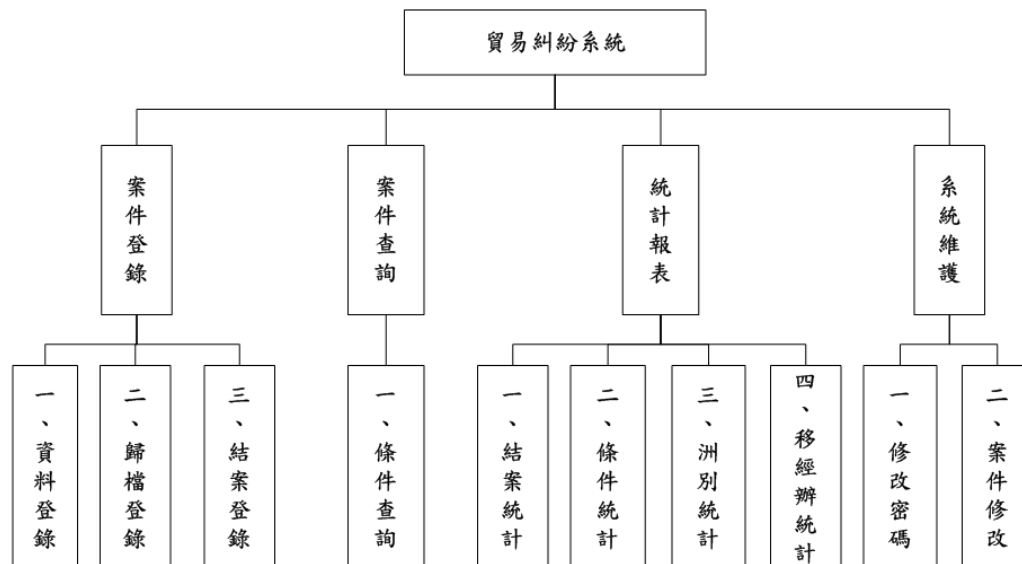 貿易糾紛系統
案件登錄
案件查詢
統計報表
系統維護
一、資料登錄
二、歸檔登錄
三、結案登錄
一、條件查詢
一、結案統計
二、條件統計
三、洲別統計
四、移經辦統計
一、修改密碼
二、案件修改